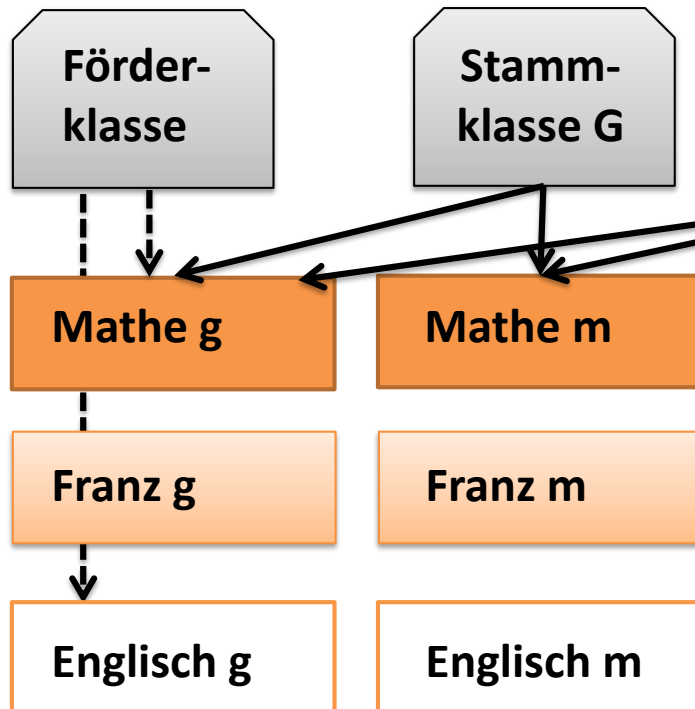 Förder-
klasse
Stamm-
klasse G
Mathe g
Mathe m
Franz g
Franz m
Englisch g
Englisch m